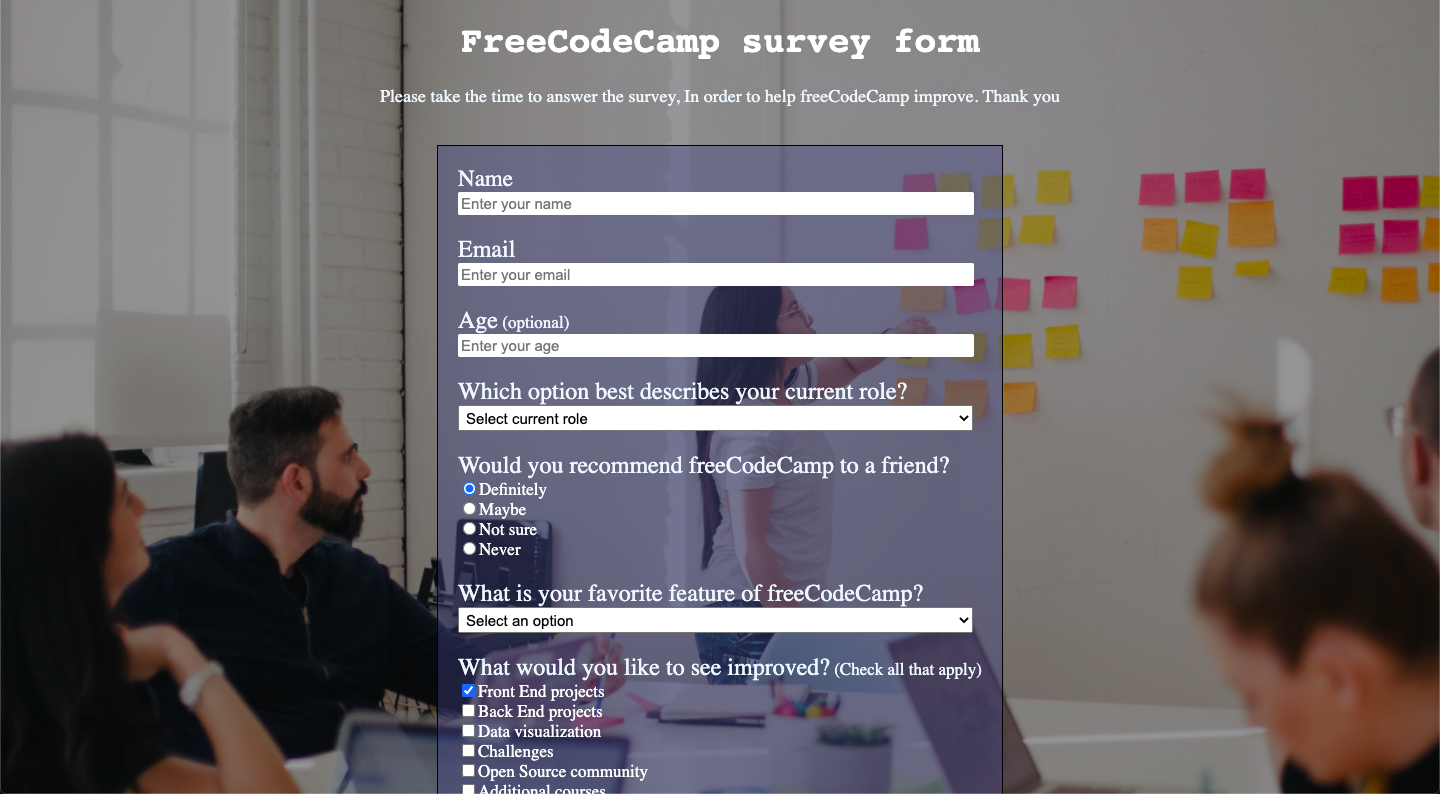 FreeCodeCamp survey form
Please take the time to answer the survey, In order to help freeCodeCamp improve. Thank you
Name
Enter your name
Email
Enter your email
Age (optional)
Enter your age
Which option best describes your current role?
Select current role
Would you recommend freeCodeCamp to a friend?
Definitely
Maybe
Not sure
Never
What is your favorite feature of freeCodeCamp?
Select an option
What would you like to see improved? (Check all that apply)
Front End projects
Back End projects
Data visualization
Challenges
Open Source community
Additional courses